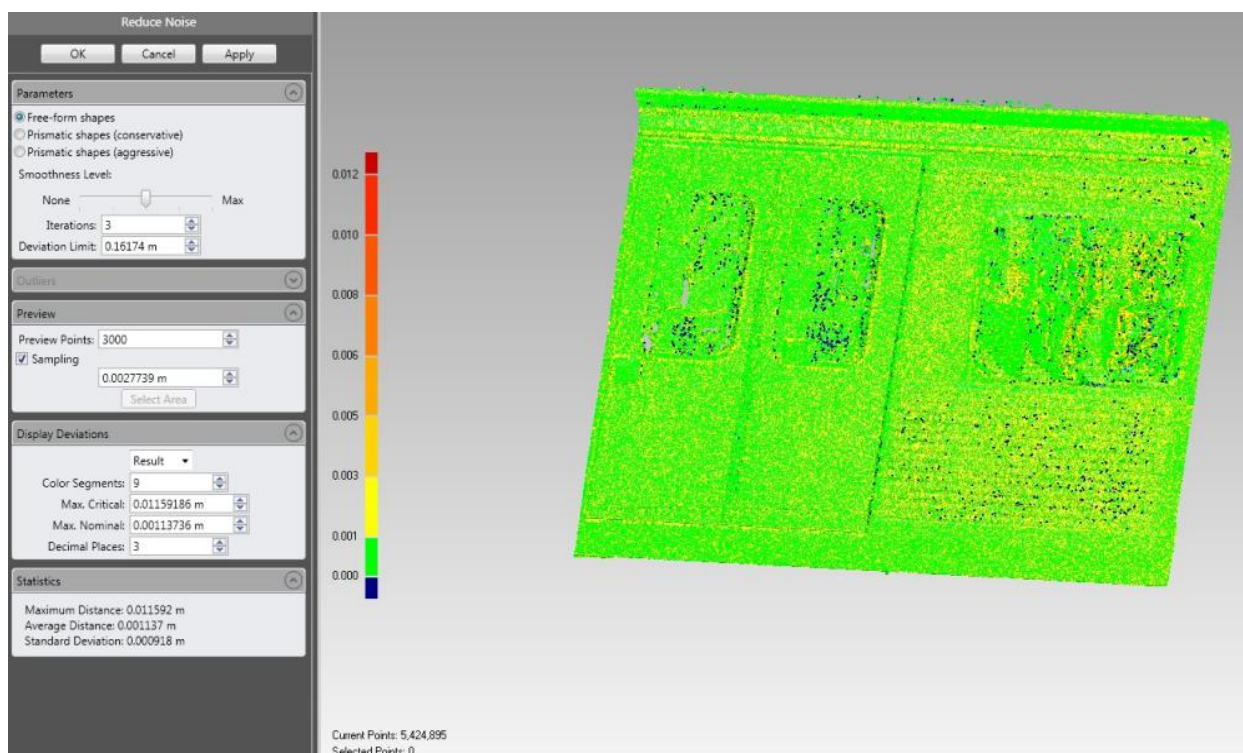 Reduce Noise
OK Cancel Apply
Parameters
Free-form shapes
Prismatic shapes (conservative)
Prismatic shapes (aggressive)
Smoothness Level:
None Max
Iterations: 3
Deviation Limit: 0.16174 m
Outliers
Preview
Preview Points: 3000
Sampling
0.0027739 m
Select Area
Display Deviations
Result
Color Segments: 9
Max. Critical: 0.01159186 m
Max. Nominal: 0.00113736 m
Decimal Places: 3
Statistics
Maximum Distance: 0.011592 m
Average Distance: 0.001137 m
Standard Deviation: 0.000918 m
0.012
0.010
0.008
0.006
0.005
0.003
0.001
0.000
Current Points: 5,424,895
Selected Points: 0